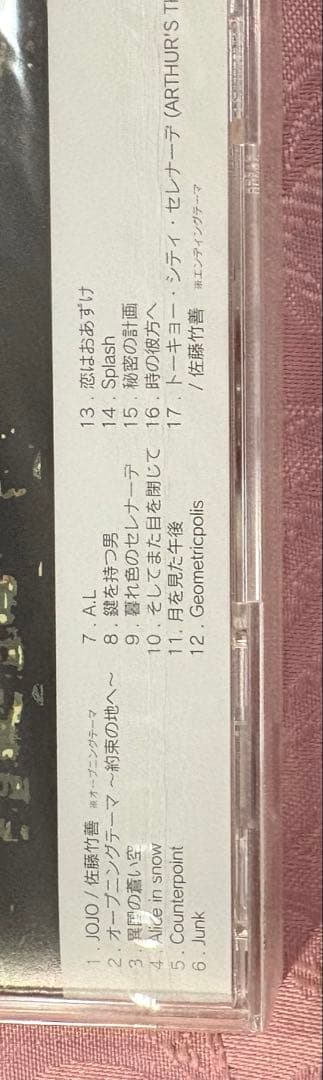 1 . JOJO / 佐藤竹善 ※オープニングテーマ
2 . オープニングテーマ ～約束の地へ～
3 . 異国の蒼い空
4 . Alice in snow
5 . Counterpoint
6 . Junk
7 . A.L
8 . 鍵を持つ男
9 . 暮れ色のセレナーデ
10 . そしてまた目を閉じて
11 . 月を見た午後
12 . Geometricpolis
13 . 恋はおあずけ
14 . Splash
15 . 秘密の計画
16 . 時の彼方へ
17 . トーキョー・シティ・セレナーデ (ARTHUR'S
/ 佐藤竹善 ※エンディングテーマ